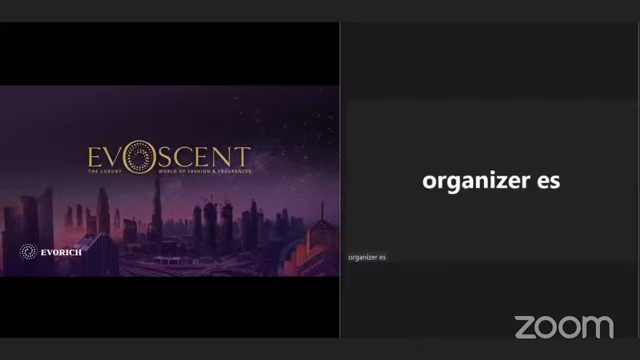 EVOSCENT
THE LUXURY WORLD OF FASHION & FRAGRANCES
EVORICH
organizer es
organizer es
zoom